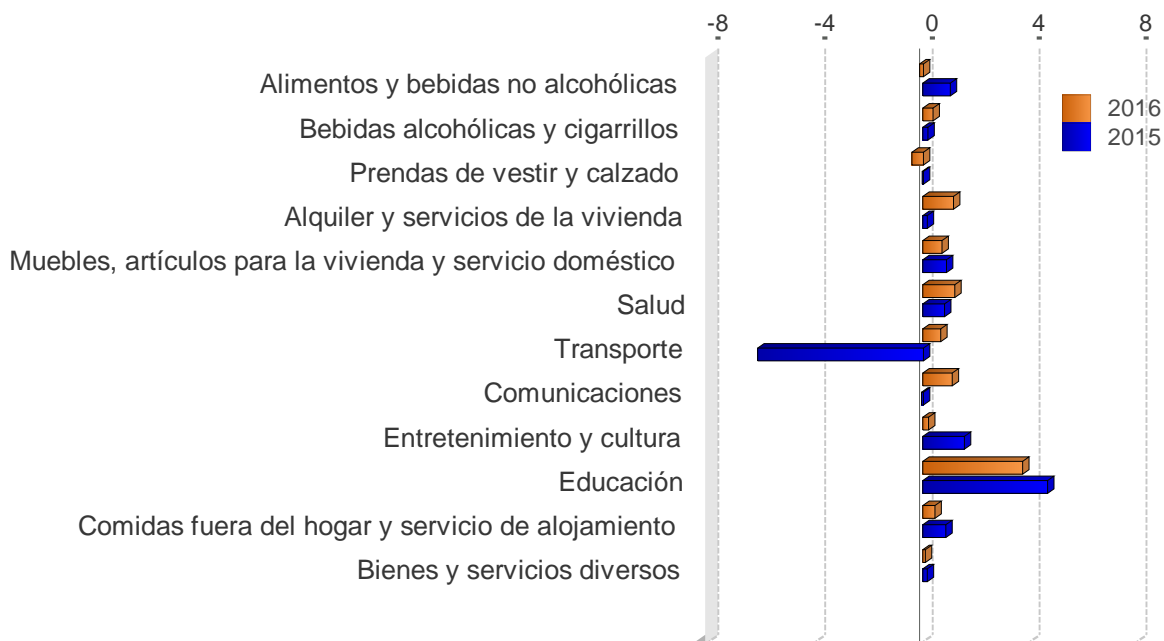 -8 -4 0 4 8
Alimentos y bebidas no alcohólicas
Bebidas alcohólicas y cigarrillos
Prendas de vestir y calzado
Alquiler y servicios de la vivienda
Muebles, artículos para la vivienda y servicio doméstico
Salud
Transporte
Comunicaciones
Entretenimiento y cultura
Educación
Comidas fuera del hogar y servicio de alojamiento
Bienes y servicios diversos
2016
2015